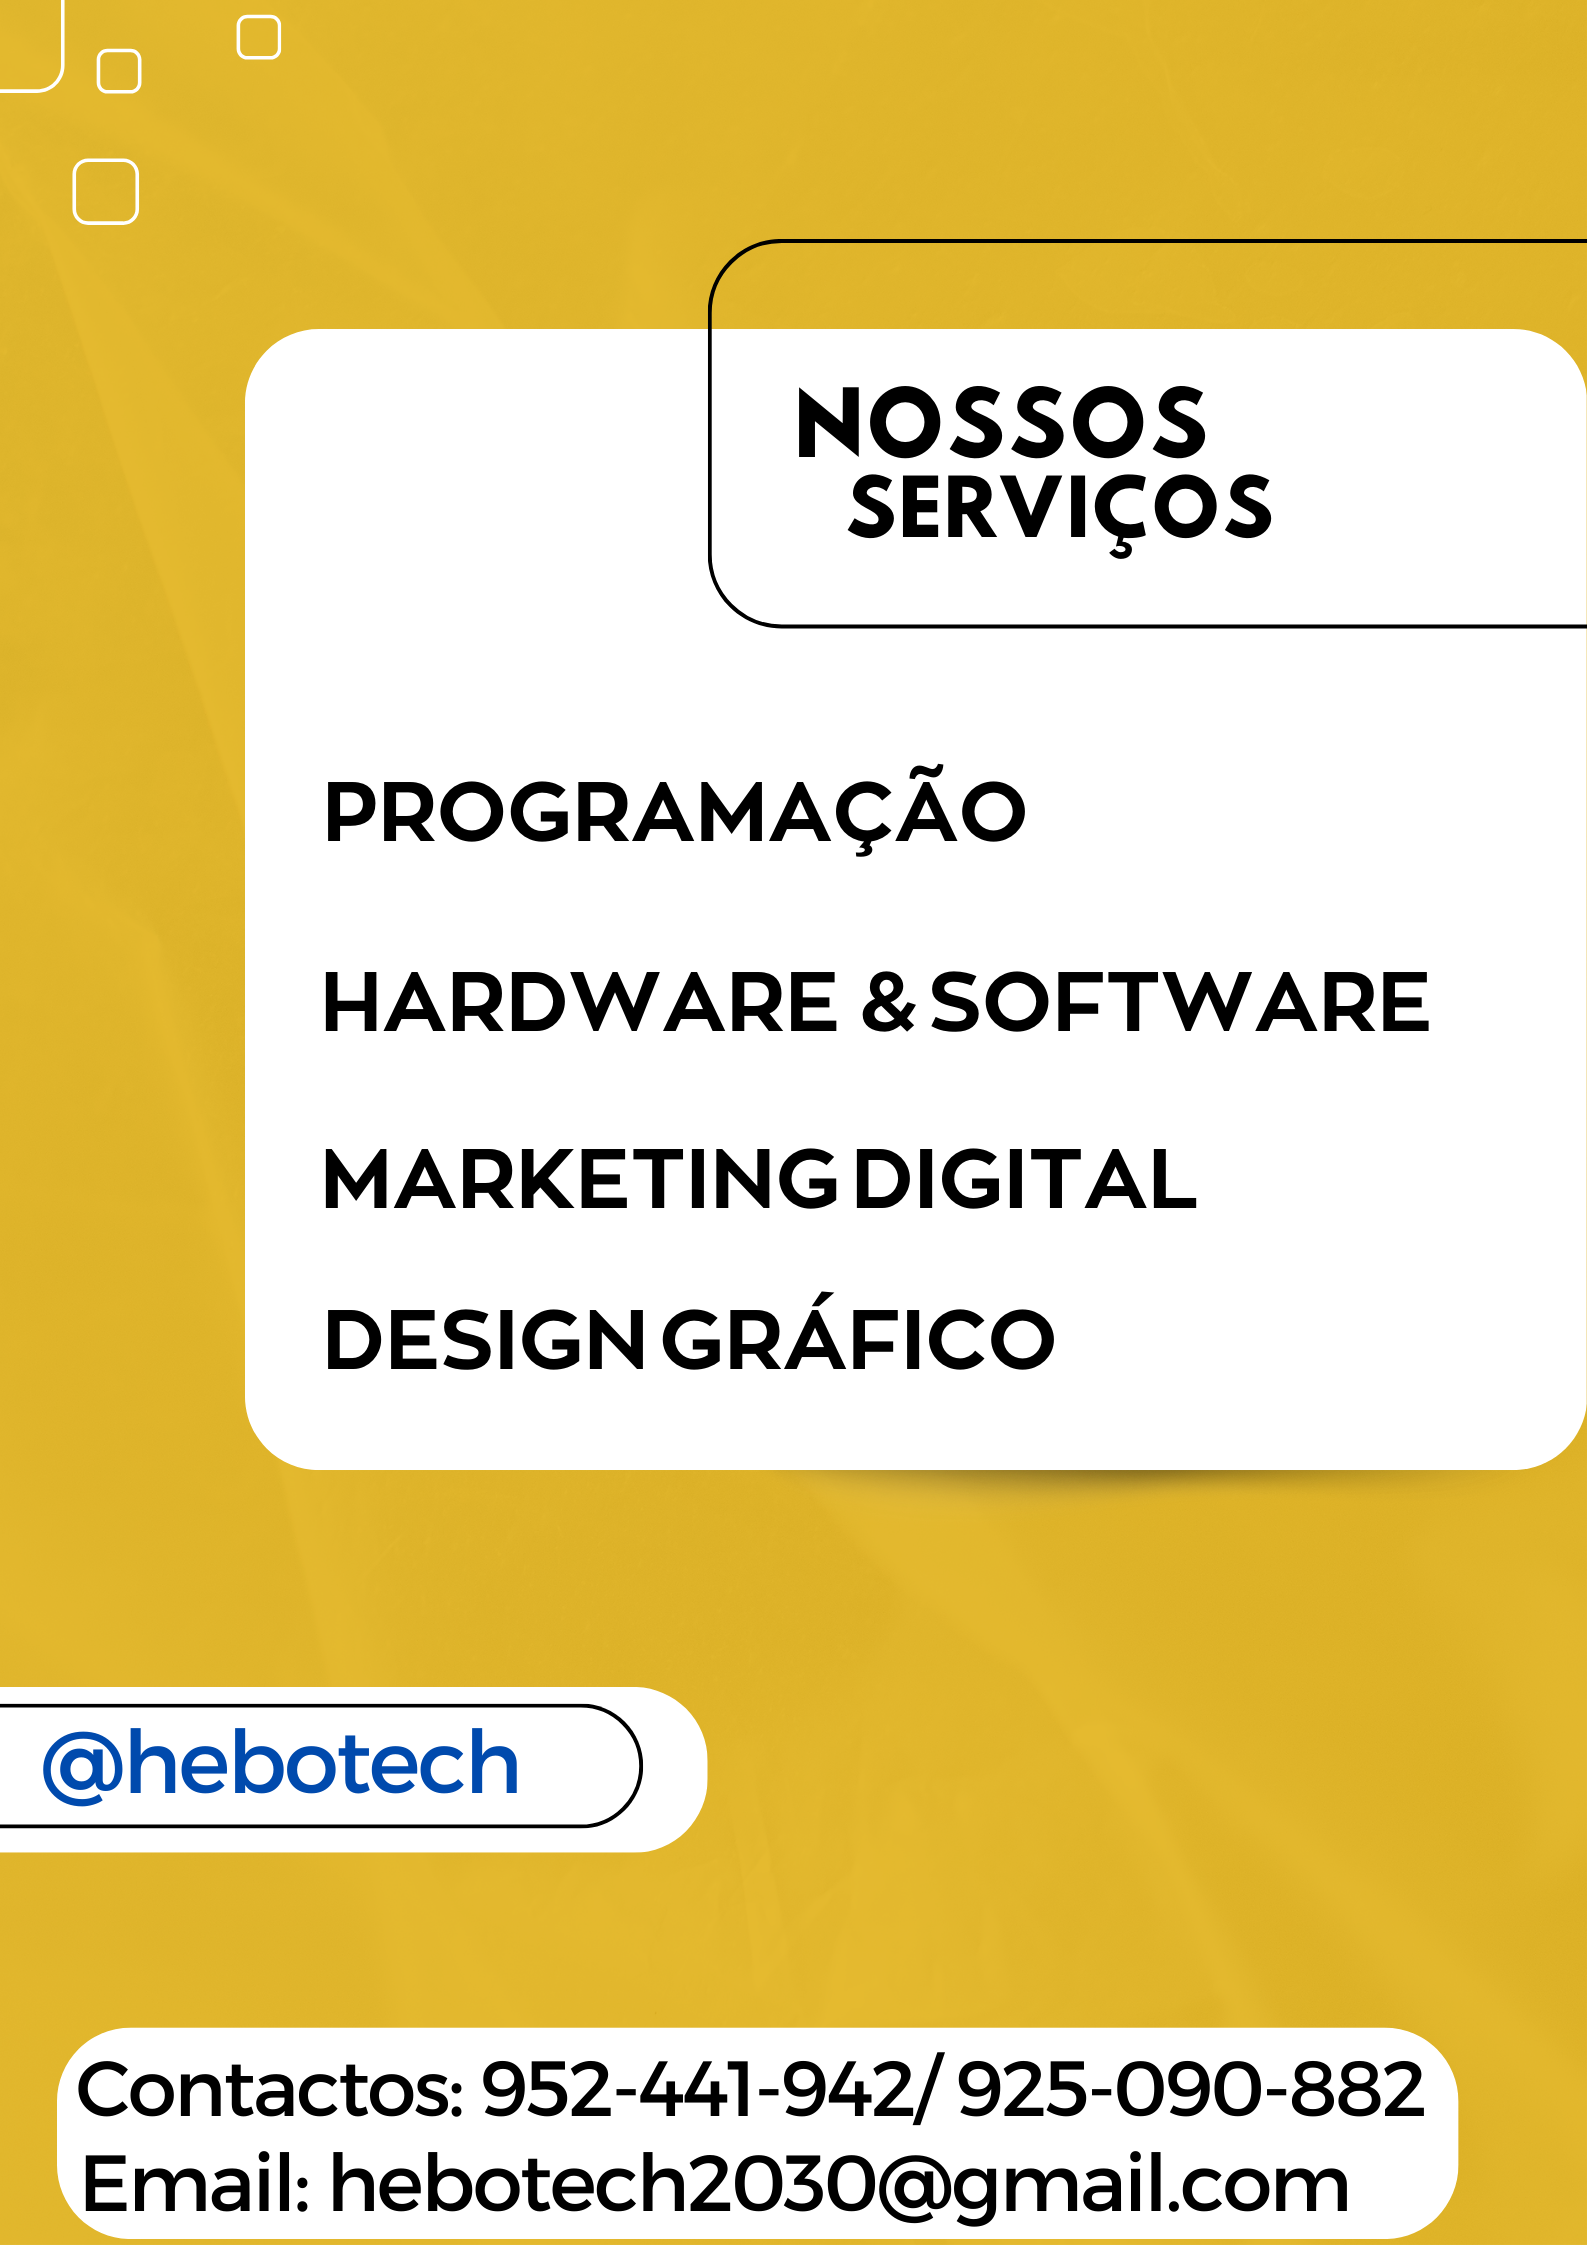 NOSSOS
SERVIÇOS
PROGRAMAÇÃO
HARDWARE & SOFTWARE
MARKETING DIGITAL
DESIGN GRÁFICO
@hebotech
Contactos: 952-441-942/ 925-090-882
Email: hebotech2030@gmail.com